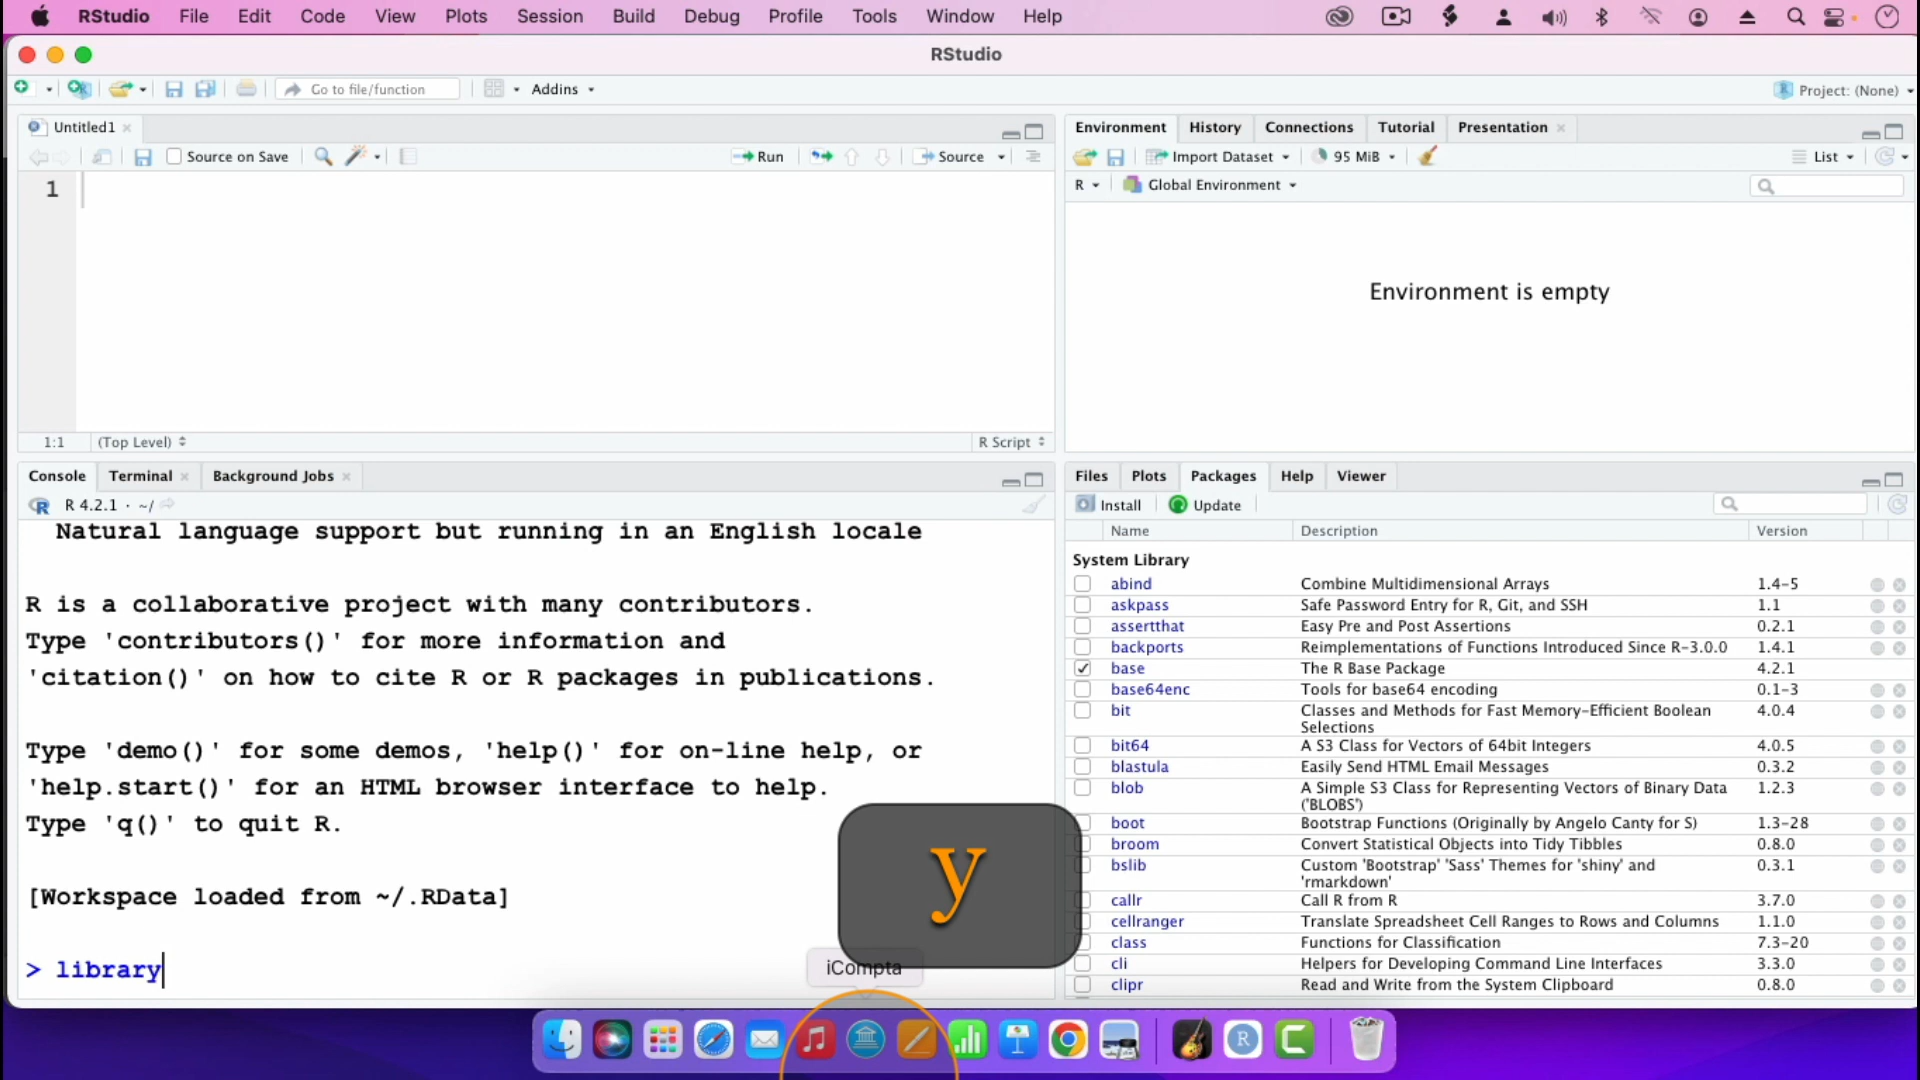 RStudio File Edit Code View Plots Session Build Debug Profile Tools Window Help
RStudio
Go to file/function Addins Project: (None)
Untitled1
Source on Save Run Source
1
1:1 (Top Level) R Script
Environment History Connections Tutorial Presentation
Import Dataset 95 MiB List
R Global Environment
Environment is empty
Console Terminal Background Jobs
R 4.2.1 · ~/
Natural language support but running in an English locale
R is a collaborative project with many contributors.
Type 'contributors()' for more information and
'citation()' on how to cite R or R packages in publications.
Type 'demo()' for some demos, 'help()' for on-line help, or
'help.start()' for an HTML browser interface to help.
Type 'q()' to quit R.
[Workspace loaded from ~/.RData]
> library
Files Plots Packages Help Viewer
Install Update
Name Description Version
System Library
abind Combine Multidimensional Arrays 1.4-5
askpass Safe Password Entry for R, Git, and SSH 1.1
assertthat Easy Pre and Post Assertions 0.2.1
backports Reimplementations of Functions Introduced Since R-3.0.0 1.4.1
base The R Base Package 4.2.1
base64enc Tools for base64 encoding 0.1-3
bit Classes and Methods for Fast Memory-Efficient Boolean 4.0.4
Selections
bit64 A S3 Class for Vectors of 64bit Integers 4.0.5
blastula Easily Send HTML Email Messages 0.3.2
blob A Simple S3 Class for Representing Vectors of Binary Data 1.2.3
('BLOBS')
boot Bootstrap Functions (Originally by Angelo Canty for S) 1.3-28
broom Convert Statistical Objects into Tidy Tibbles 0.8.0
bslib Custom 'Bootstrap' 'Sass' Themes for 'shiny' and 0.3.1
'rmarkdown'
callr Call R from R 3.7.0
cellranger Translate Spreadsheet Cell Ranges to Rows and Columns 1.1.0
class Functions for Classification 7.3-20
cli Helpers for Developing Command Line Interfaces 3.3.0
clipr Read and Write from the System Clipboard 0.8.0
y
iCompta